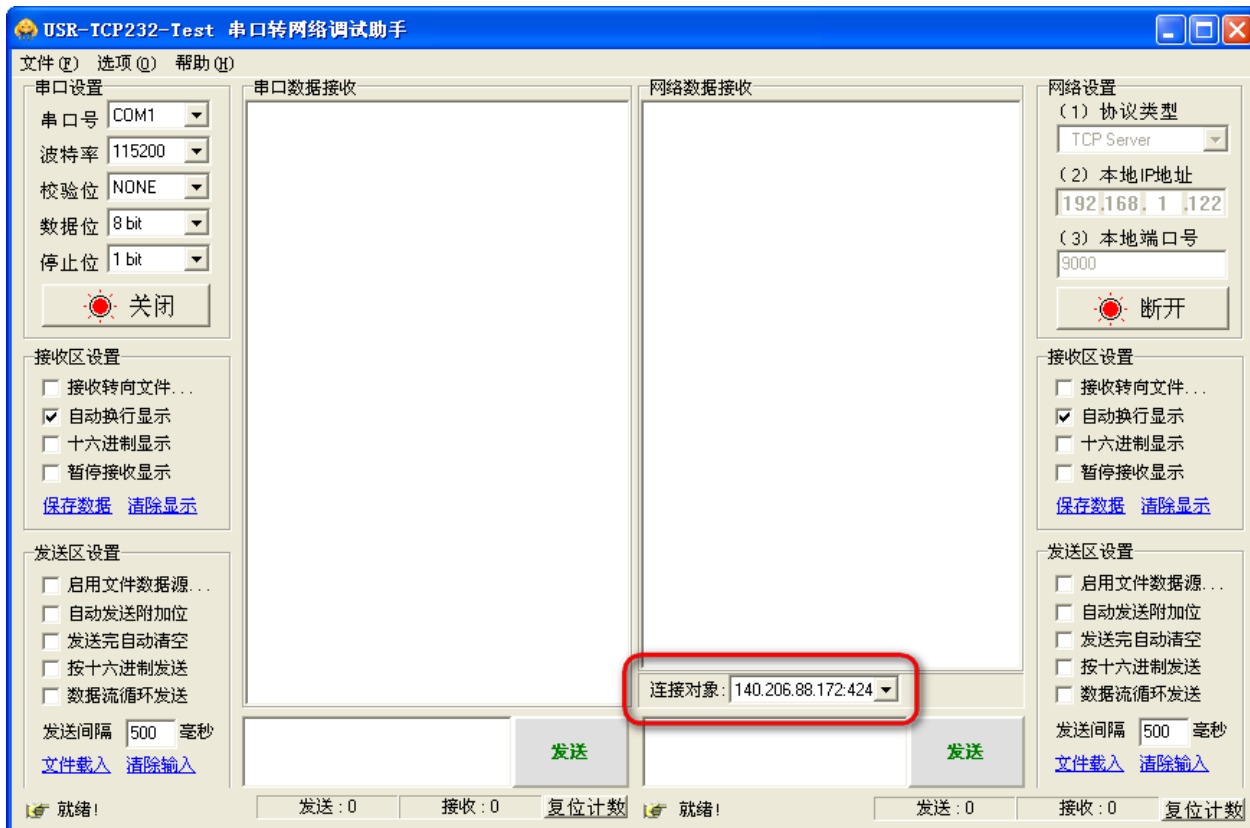 USR-TCP232-Test 串口转网络调试助手
文件(F) 选项(O) 帮助(H)
串口设置
串口号 COM1
波特率 115200
校验位 NONE
数据位 8 bit
停止位 1 bit
关闭
接收区设置
接收转向文件...
自动换行显示
十六进制显示
暂停接收显示
保存数据 清除显示
发送区设置
启用文件数据源...
自动发送附加位
发送完自动清空
按十六进制发送
数据流循环发送
发送间隔 500 毫秒
文件载入 清除输入
就绪!
串口数据接收
发送
发送:0 接收:0 复位计数
网络数据接收
连接对象: 140.206.88.172:424
发送
就绪!
发送:0 接收:0 复位计数
网络设置
(1) 协议类型
TCP Server
(2) 本地IP地址
192.168. 1 .122
(3) 本地端口号
9000
断开
接收区设置
接收转向文件...
自动换行显示
十六进制显示
暂停接收显示
保存数据 清除显示
发送区设置
启用文件数据源...
自动发送附加位
发送完自动清空
按十六进制发送
数据流循环发送
发送间隔 500 毫秒
文件载入 清除输入